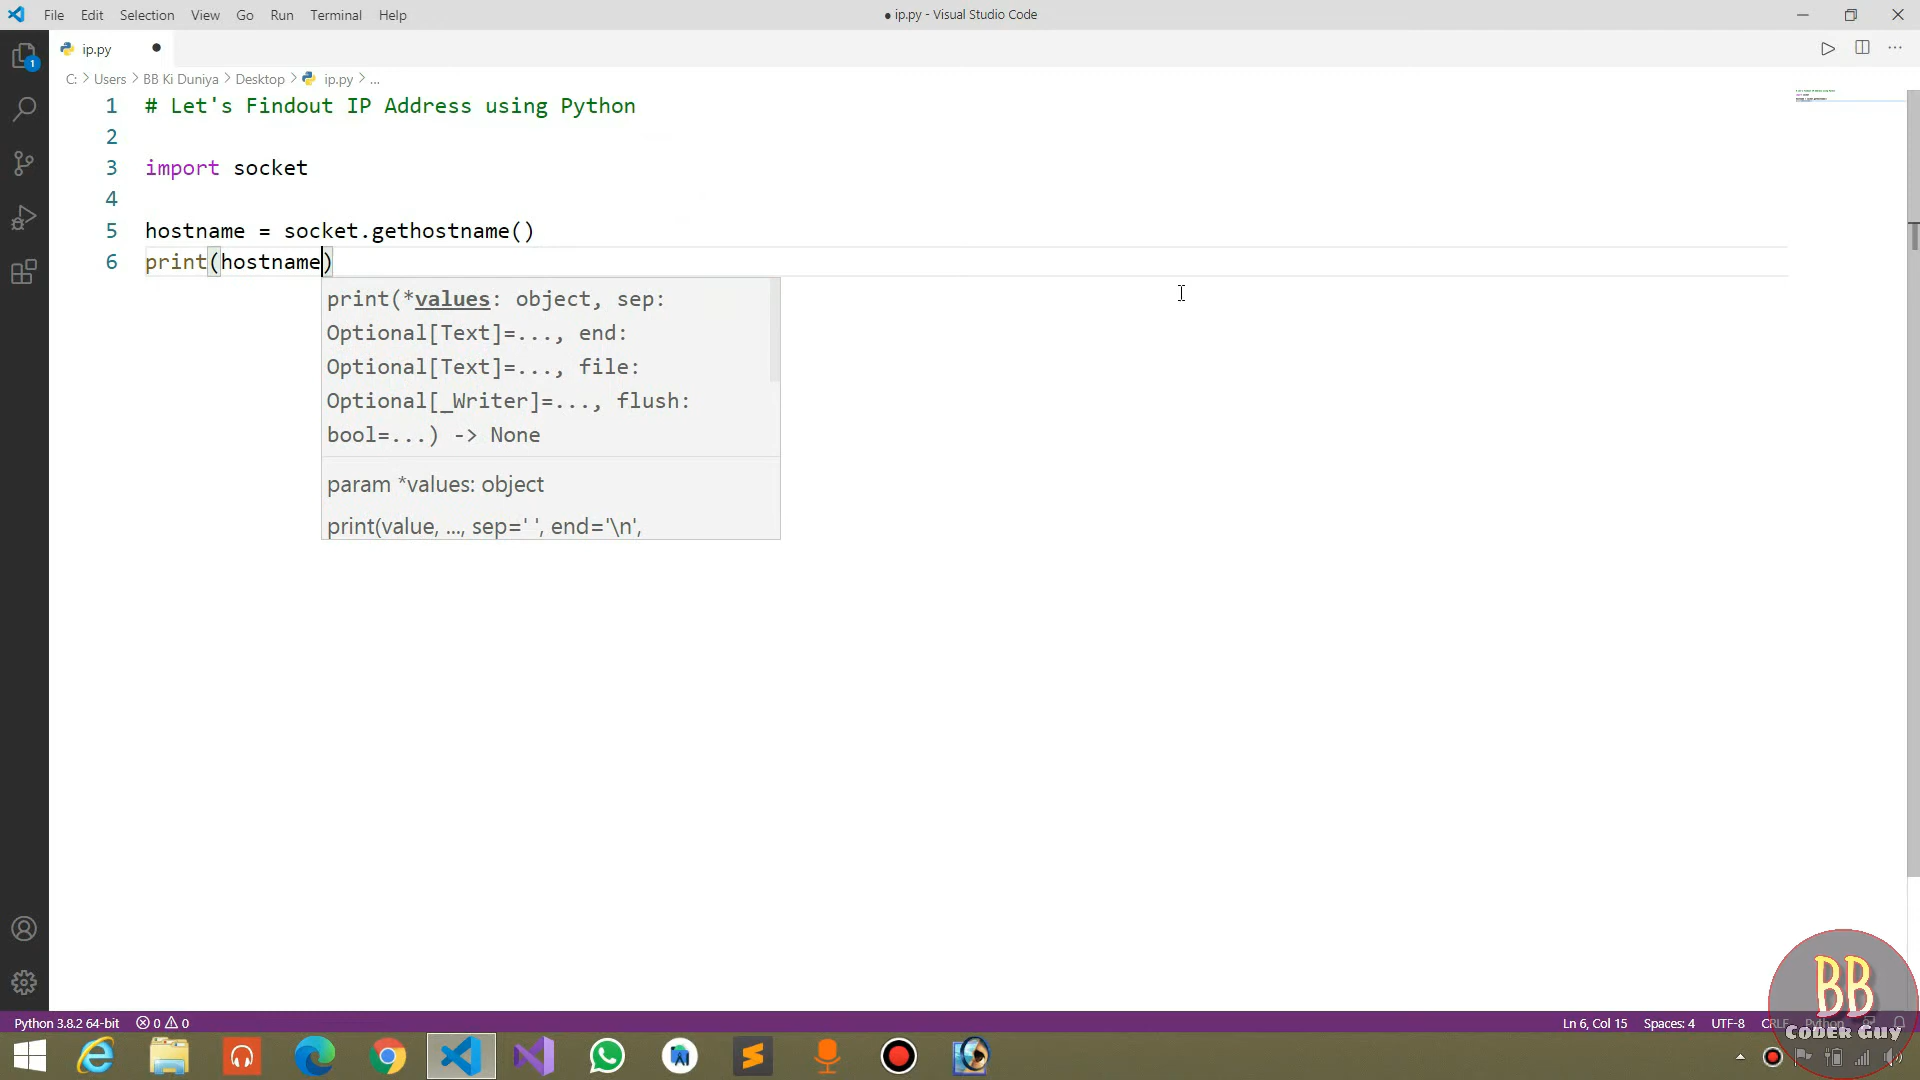 File Edit Selection View Go Run Terminal Help
● ip.py - Visual Studio Code
1
ip.py ●
C: > Users > BB Ki Duniya > Desktop > ip.py > ...
1 # Let's Findout IP Address using Python
2
3 import socket
4
5 hostname = socket.gethostname()
6 print(hostname)
print(*values: object, sep:
Optional[Text]=..., end:
Optional[Text]=..., file:
Optional[_Writer]=..., flush:
bool=...) -> None
param *values: object
print(value, ..., sep=' ', end='\n',
BB
CODER GUY
Python 3.8.2 64-bit 0 0
Ln 6, Col 15 Spaces: 4 UTF-8 CRLF Python